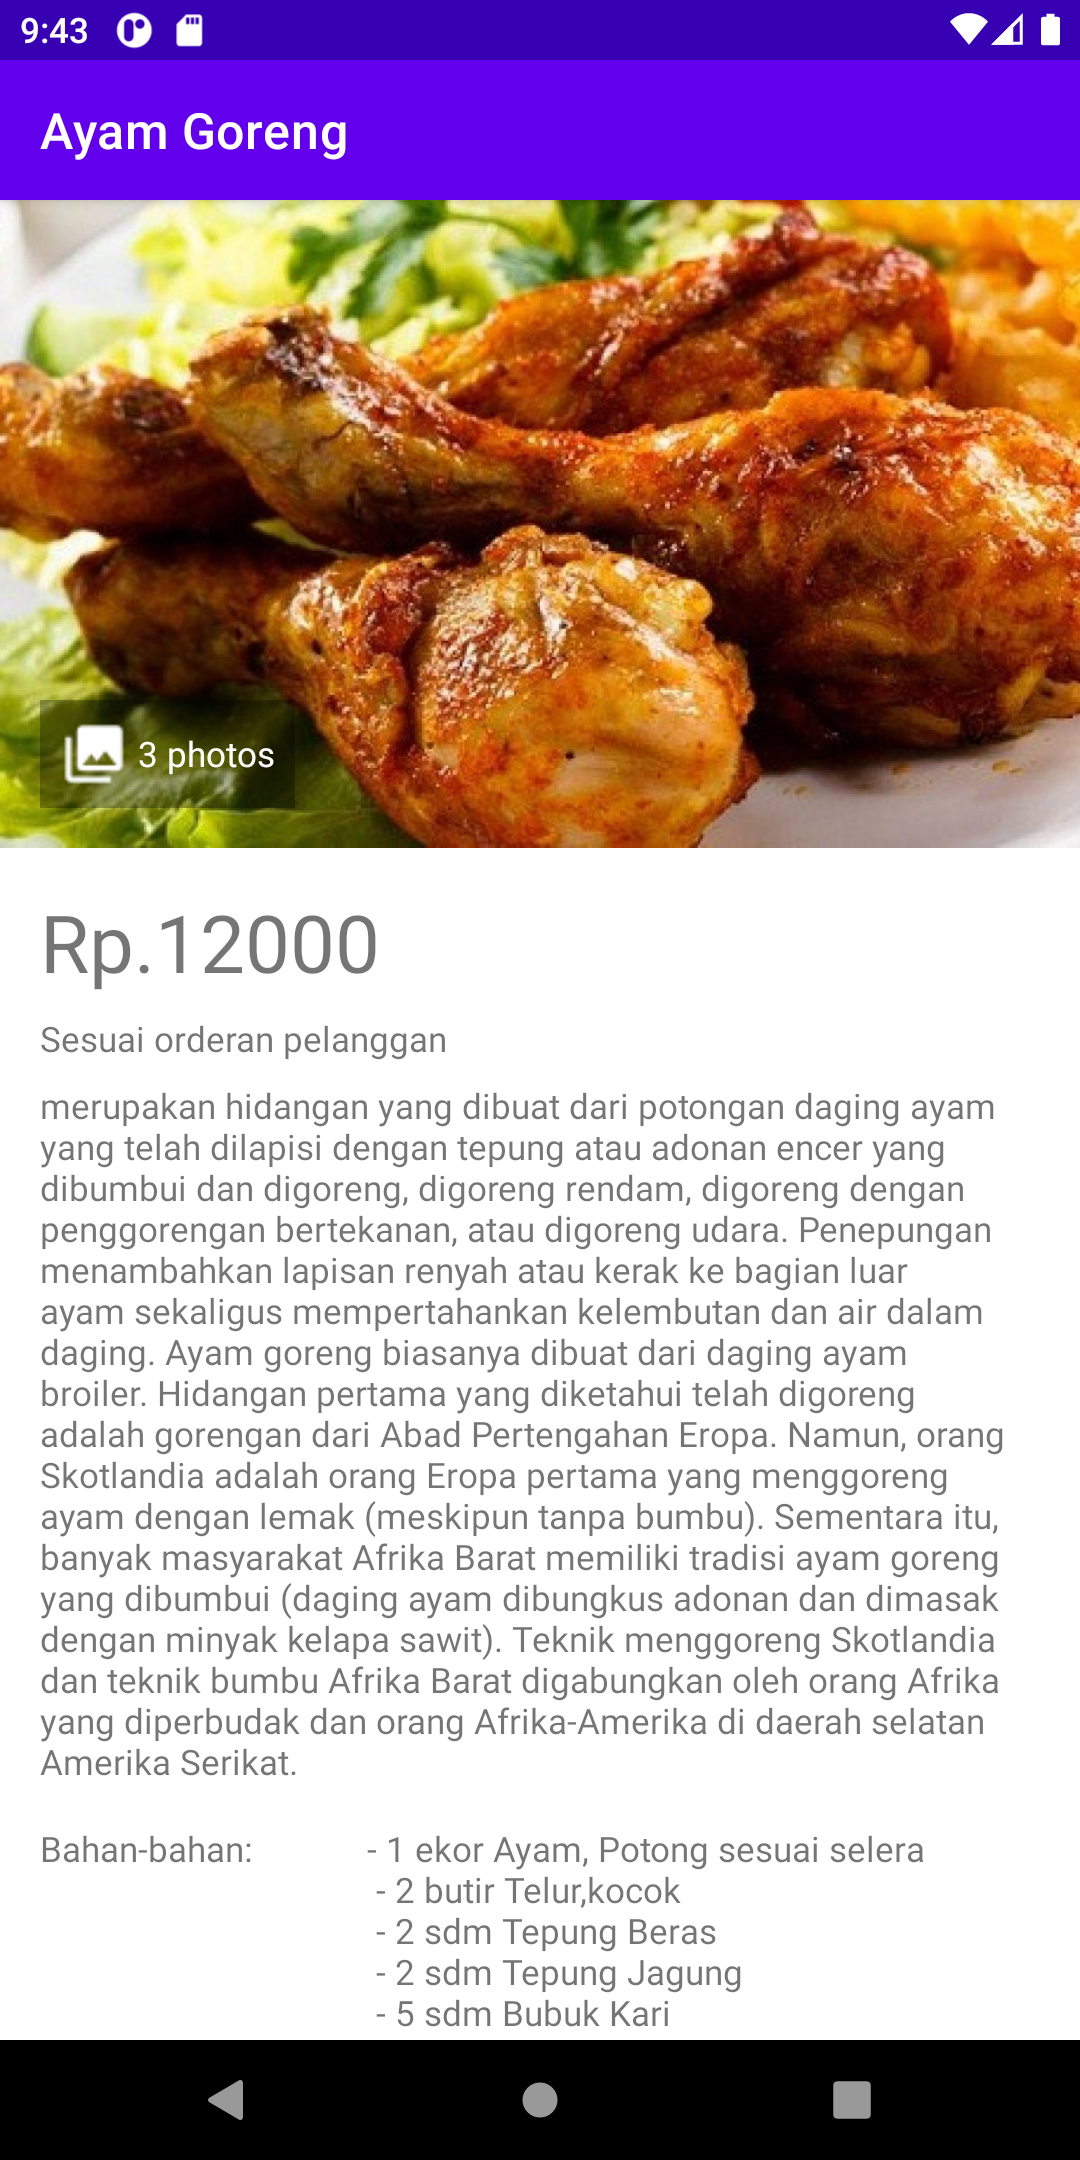 9:43
Ayam Goreng
3 photos
Rp.12000
Sesuai orderan pelanggan
merupakan hidangan yang dibuat dari potongan daging ayam
yang telah dilapisi dengan tepung atau adonan encer yang
dibumbui dan digoreng, digoreng rendam, digoreng dengan
penggorengan bertekanan, atau digoreng udara. Penepungan
menambahkan lapisan renyah atau kerak ke bagian luar
ayam sekaligus mempertahankan kelembutan dan air dalam
daging. Ayam goreng biasanya dibuat dari daging ayam
broiler. Hidangan pertama yang diketahui telah digoreng
adalah gorengan dari Abad Pertengahan Eropa. Namun, orang
Skotlandia adalah orang Eropa pertama yang menggoreng
ayam dengan lemak (meskipun tanpa bumbu). Sementara itu,
banyak masyarakat Afrika Barat memiliki tradisi ayam goreng
yang dibumbui (daging ayam dibungkus adonan dan dimasak
dengan minyak kelapa sawit). Teknik menggoreng Skotlandia
dan teknik bumbu Afrika Barat digabungkan oleh orang Afrika
yang diperbudak dan orang Afrika-Amerika di daerah selatan
Amerika Serikat.
Bahan-bahan: - 1 ekor Ayam, Potong sesuai selera
- 2 butir Telur,kocok
- 2 sdm Tepung Beras
- 2 sdm Tepung Jagung
- 5 sdm Bubuk Kari